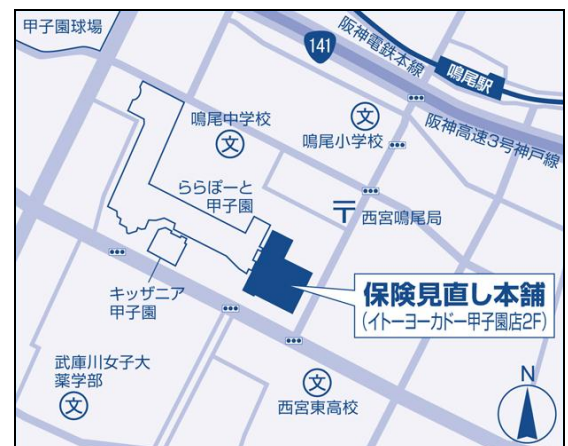 甲子園球場
141
阪神電鉄本線
鳴尾駅
阪神高速3号神戸線
鳴尾中学校
文
文
鳴尾小学校
ららぽーと
甲子園
〒 西宮鳴尾局
キッザニア
甲子園
保険見直し本舗
(イトーヨーカドー甲子園店2F)
武庫川女子大
薬学部
文
文
西宮東高校
N